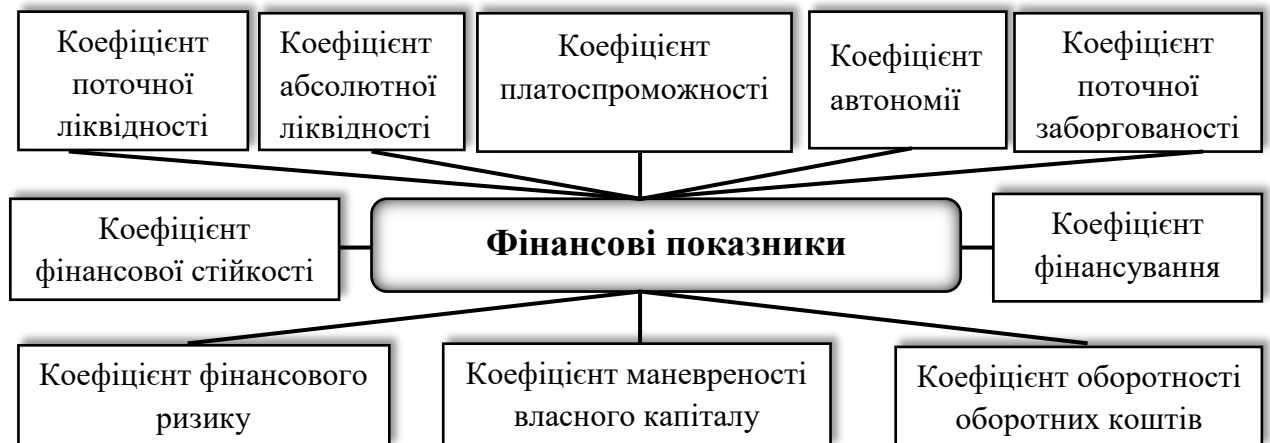 Коефіцієнт
поточної
ліквідності
Коефіцієнт
абсолютної
ліквідності
Коефіцієнт
платоспроможності
Коефіцієнт
автономії
Коефіцієнт
поточної
заборгованості
Коефіцієнт
фінансової стійкості
Фінансові показники
Коефіцієнт
фінансування
Коефіцієнт фінансового
ризику
Коефіцієнт маневреності
власного капіталу
Коефіцієнт оборотності
оборотних коштів